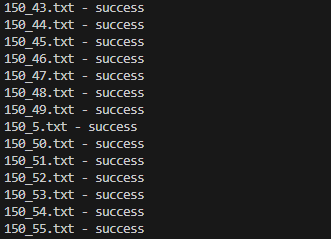 150_43.txt - success
150_44.txt - success
150_45.txt - success
150_46.txt - success
150_47.txt - success
150_48.txt - success
150_49.txt - success
150_5.txt - success
150_50.txt - success
150_51.txt - success
150_52.txt - success
150_53.txt - success
150_54.txt - success
150_55.txt - success